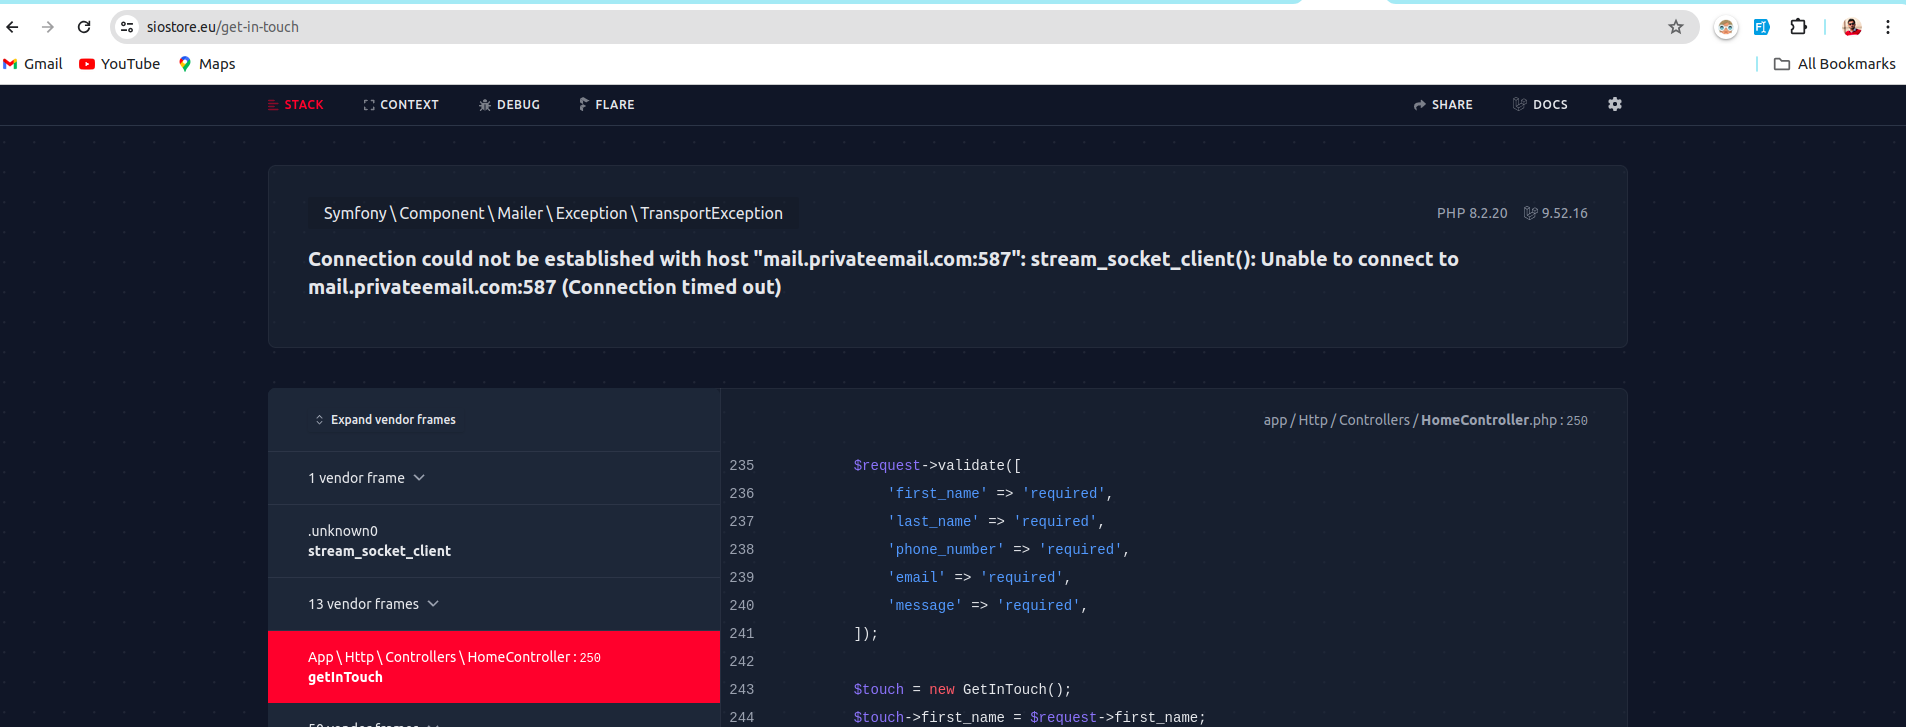 siostore.eu/get-in-touch
Gmail YouTube Maps All Bookmarks
STACK CONTEXT DEBUG FLARE SHARE DOCS
Symfony\Component\Mailer\Exception\TransportException PHP 8.2.20 9.52.16
Connection could not be established with host "mail.privateemail.com:587": stream_socket_client(): Unable to connect to
mail.privateemail.com:587 (Connection timed out)
Expand vendor frames
1 vendor frame
.unknown0
stream_socket_client
13 vendor frames
App\Http\Controllers\HomeController:250
getInTouch
app/Http/Controllers/HomeController.php:250
235 $request->validate([
236 'first_name' => 'required',
237 'last_name' => 'required',
238 'phone_number' => 'required',
239 'email' => 'required',
240 'message' => 'required',
241 ]);
242
243 $touch = new GetInTouch();
244 $touch->first_name = $request->first_name;